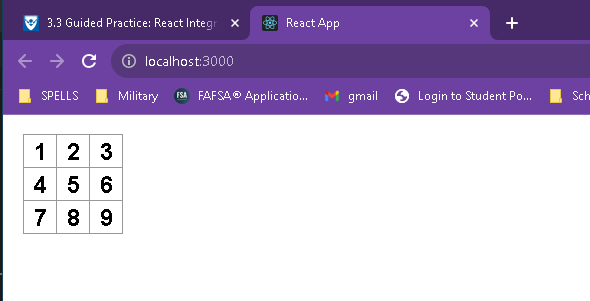 3.3 Guided Practice: React Integr
React App
localhost:3000
SPELLS
Military
FSA
FAFSA® Applicatio...
gmail
Login to Student Po...
Sch
1 2 3
4 5 6
7 8 9